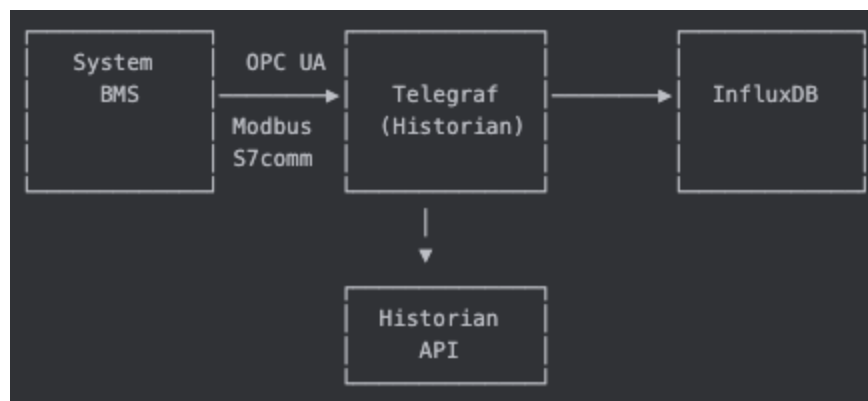 System
BMS
OPC UA
Modbus
S7comm
Telegraf
(Historian)
InfluxDB
Historian
API